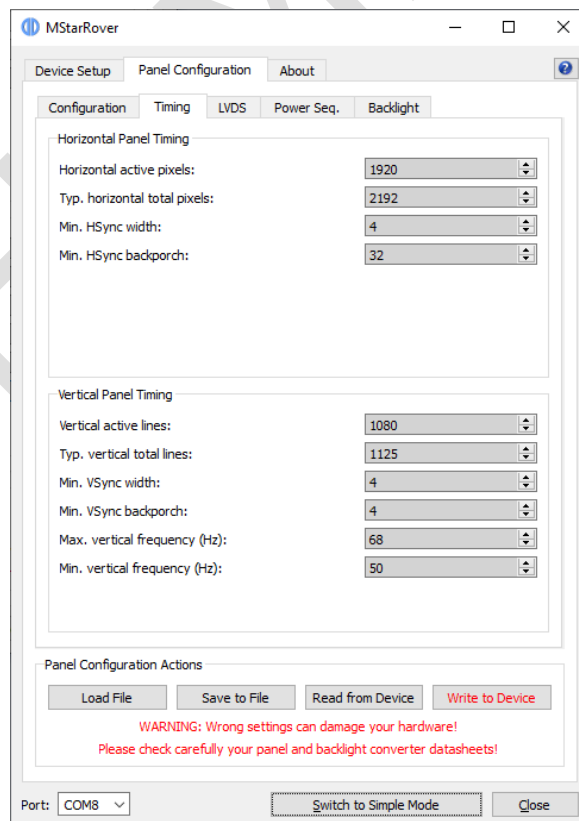 MStarRover
Device Setup Panel Configuration About
Configuration Timing LVDS Power Seq. Backlight
Horizontal Panel Timing
Horizontal active pixels: 1920
Typ. horizontal total pixels: 2192
Min. HSync width: 4
Min. HSync backporch: 32
Vertical Panel Timing
Vertical active lines: 1080
Typ. vertical total lines: 1125
Min. VSync width: 4
Min. VSync backporch: 4
Max. vertical frequency (Hz): 68
Min. vertical frequency (Hz): 50
Panel Configuration Actions
Load File Save to File Read from Device Write to Device
WARNING: Wrong settings can damage your hardware!
Please check carefully your panel and backlight converter datasheets!
Port: COM8 Switch to Simple Mode Close